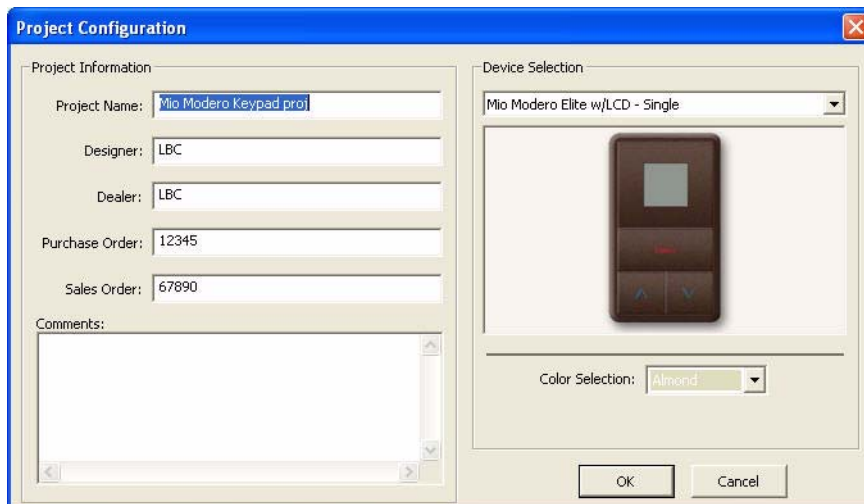 Project Configuration
Project Information
Project Name: Mio Modero Keypad proj
Designer: LBC
Dealer: LBC
Purchase Order: 12345
Sales Order: 67890
Comments:
Device Selection
Mio Modero Elite w/LCD - Single
Color Selection: Almond
OK
Cancel